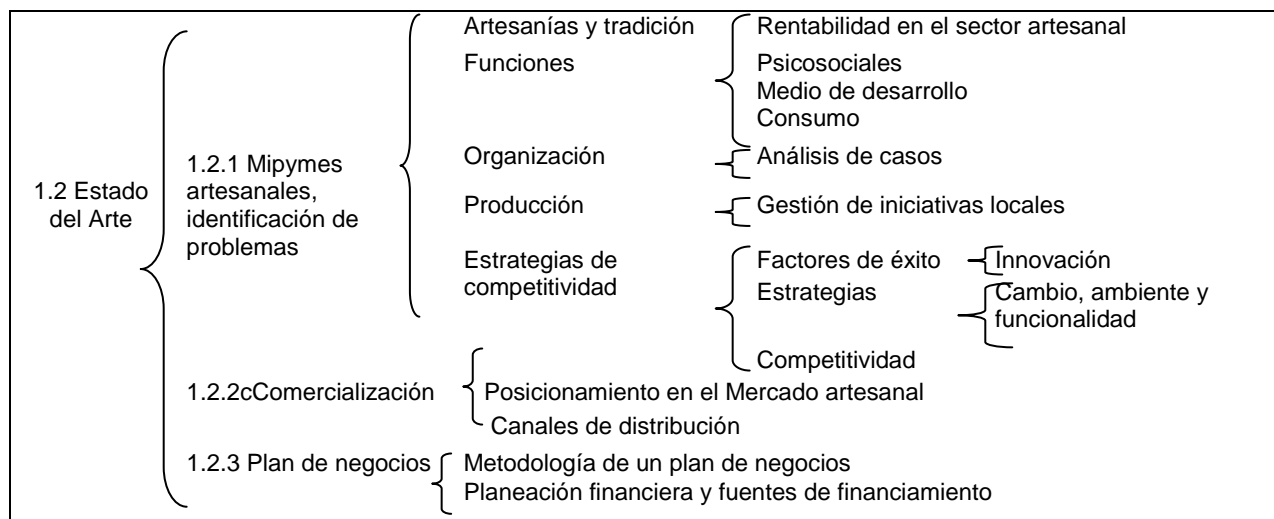 1.2 Estado
del Arte
1.2.1 Mipymes
artesanales,
identificación de
problemas
Artesanías y tradición
Rentabilidad en el sector artesanal
Funciones
Psicosociales
Medio de desarrollo
Consumo
Organización
Análisis de casos
Producción
Gestión de iniciativas locales
Estrategias de
competitividad
Factores de éxito
Innovación
Estrategias
Cambio, ambiente y
funcionalidad
Competitividad
1.2.2cComercialización
Posicionamiento en el Mercado artesanal
Canales de distribución
1.2.3 Plan de negocios
Metodología de un plan de negocios
Planeación financiera y fuentes de financiamiento